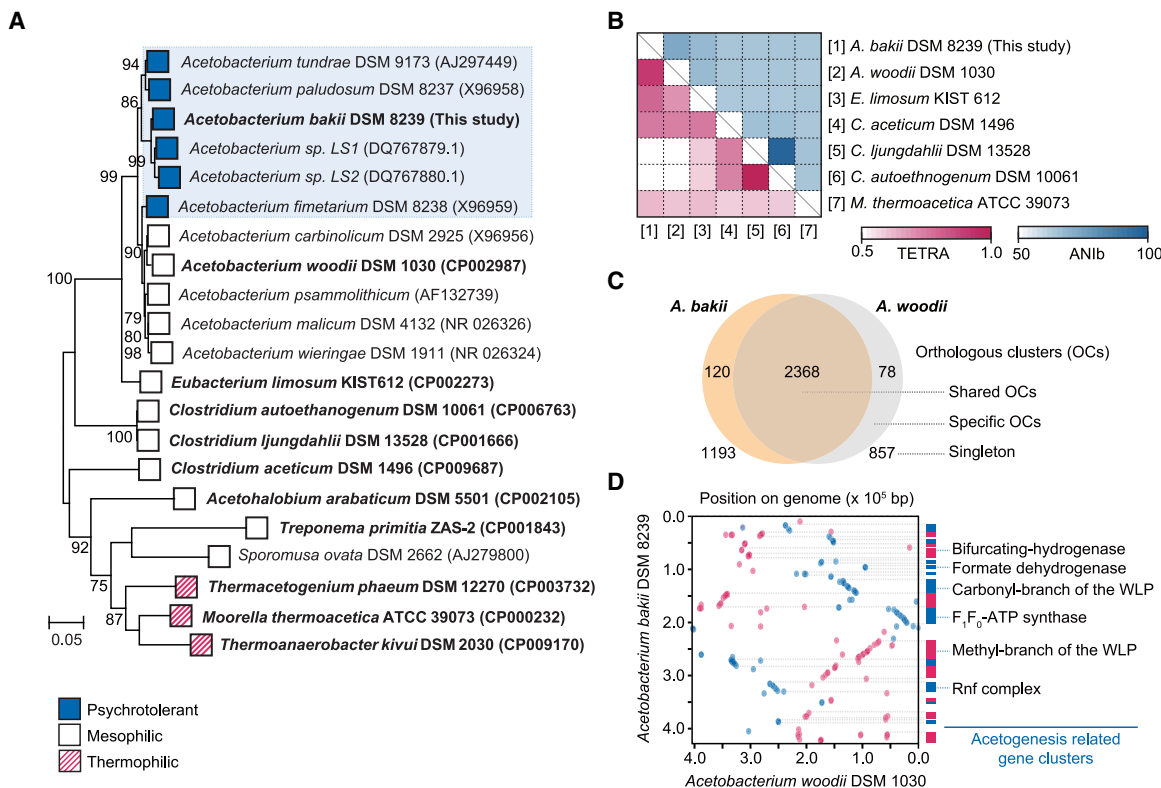 A
94
Acetobacterium tundrae DSM 9173 (AJ297449)
86
Acetobacterium paludosum DSM 8237 (X96958)
Acetobacterium bakii DSM 8239 (This study)
99
Acetobacterium sp. LS1 (DQ767879.1)
99
Acetobacterium sp. LS2 (DQ767880.1)
Acetobacterium fimetarium DSM 8238 (X96959)
Acetobacterium carbinolicum DSM 2925 (X96956)
90
Acetobacterium woodii DSM 1030 (CP002987)
100
Acetobacterium psammolithicum (AF132739)
79
Acetobacterium malicum DSM 4132 (NR 026326)
80
98
Acetobacterium wieringae DSM 1911 (NR 026324)
Eubacterium limosum KIST612 (CP002273)
Clostridium autoethanogenum DSM 10061 (CP006763)
100
Clostridium ljungdahlii DSM 13528 (CP001666)
Clostridium aceticum DSM 1496 (CP009687)
Acetohalobium arabaticum DSM 5501 (CP002105)
Treponema primitia ZAS-2 (CP001843)
92
Sporomusa ovata DSM 2662 (AJ279800)
75
Thermacetogenium phaeum DSM 12270 (CP003732)
87
Moorella thermoacetica ATCC 39073 (CP000232)
0.05
Thermoanaerobacter kivui DSM 2030 (CP009170)
Psychrotolerant
Mesophilic
Thermophilic
B
[1] A. bakii DSM 8239 (This study)
[2] A. woodii DSM 1030
[3] E. limosum KIST 612
[4] C. aceticum DSM 1496
[5] C. ljungdahlii DSM 13528
[6] C. autoethnogenum DSM 10061
[7] M. thermoacetica ATCC 39073
[1] [2] [3] [4] [5] [6] [7]
0.5 TETRA 1.0
50 ANIb 100
C
A. bakii
A. woodii
Orthologous clusters (OCs)
120 2368 78
Shared OCs
Specific OCs
1193 857 Singleton
D
Position on genome (x 10⁵ bp)
Acetobacterium bakii DSM 8239
0.0
1.0
2.0
3.0
4.0
4.0 3.0 2.0 1.0 0.0
Acetobacterium woodii DSM 1030
Bifurcating-hydrogenase
Formate dehydrogenase
Carbonyl-branch of the WLP
F₁F₀-ATP synthase
Methyl-branch of the WLP
Rnf complex
Acetogenesis related
gene clusters